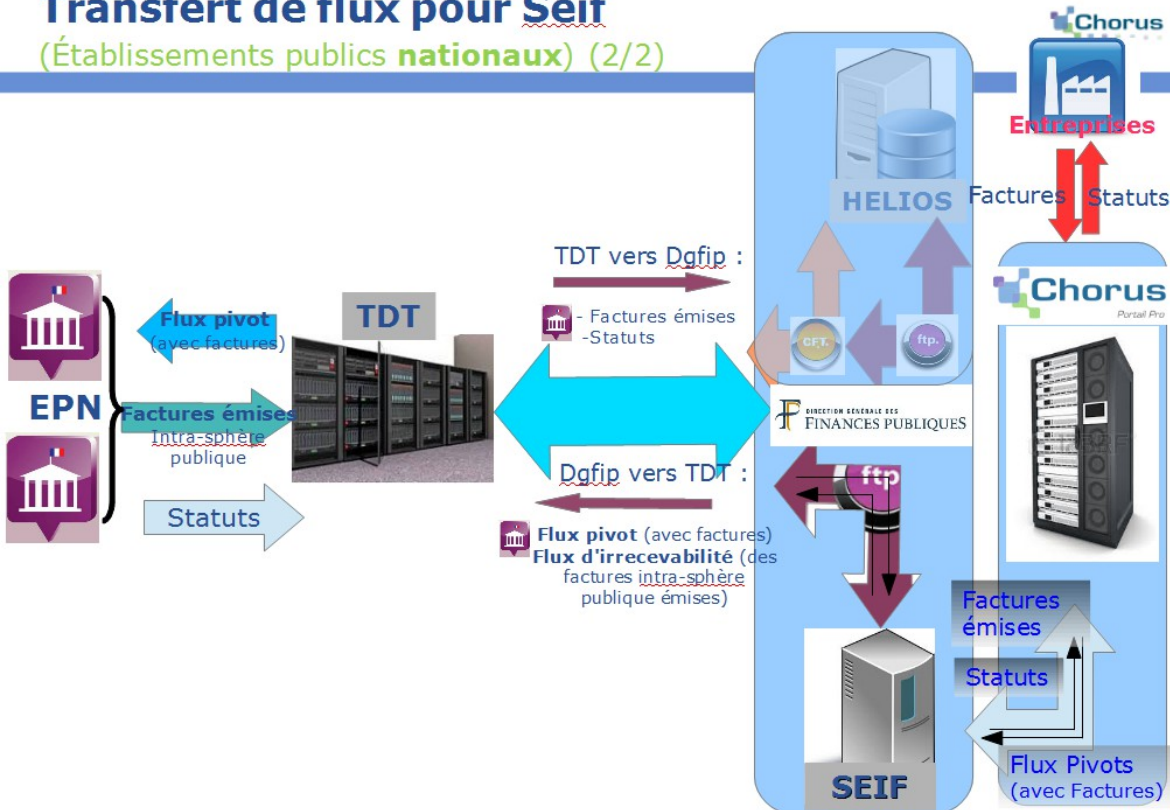 Transfert de flux pour Seif
(Établissements publics nationaux) (2/2)
Chorus
Entreprises
HELIOS
Factures
Statuts
TDT vers Dgfip :
- Factures émises
-Statuts
CFT.
ftp.
Chorus
Portail Pro
Flux pivot
(avec factures)
TDT
EPN
Factures émises
Intra-sphère
publique
Statuts
DIRECTION GÉNÉRALE DES
FINANCES PUBLIQUES
Dgfip vers TDT :
ftp
Flux pivot (avec factures)
Flux d'irrecevabilité (des
factures intra-sphère
publique émises)
Factures
émises
Statuts
SEIF
Flux Pivots
(avec Factures)